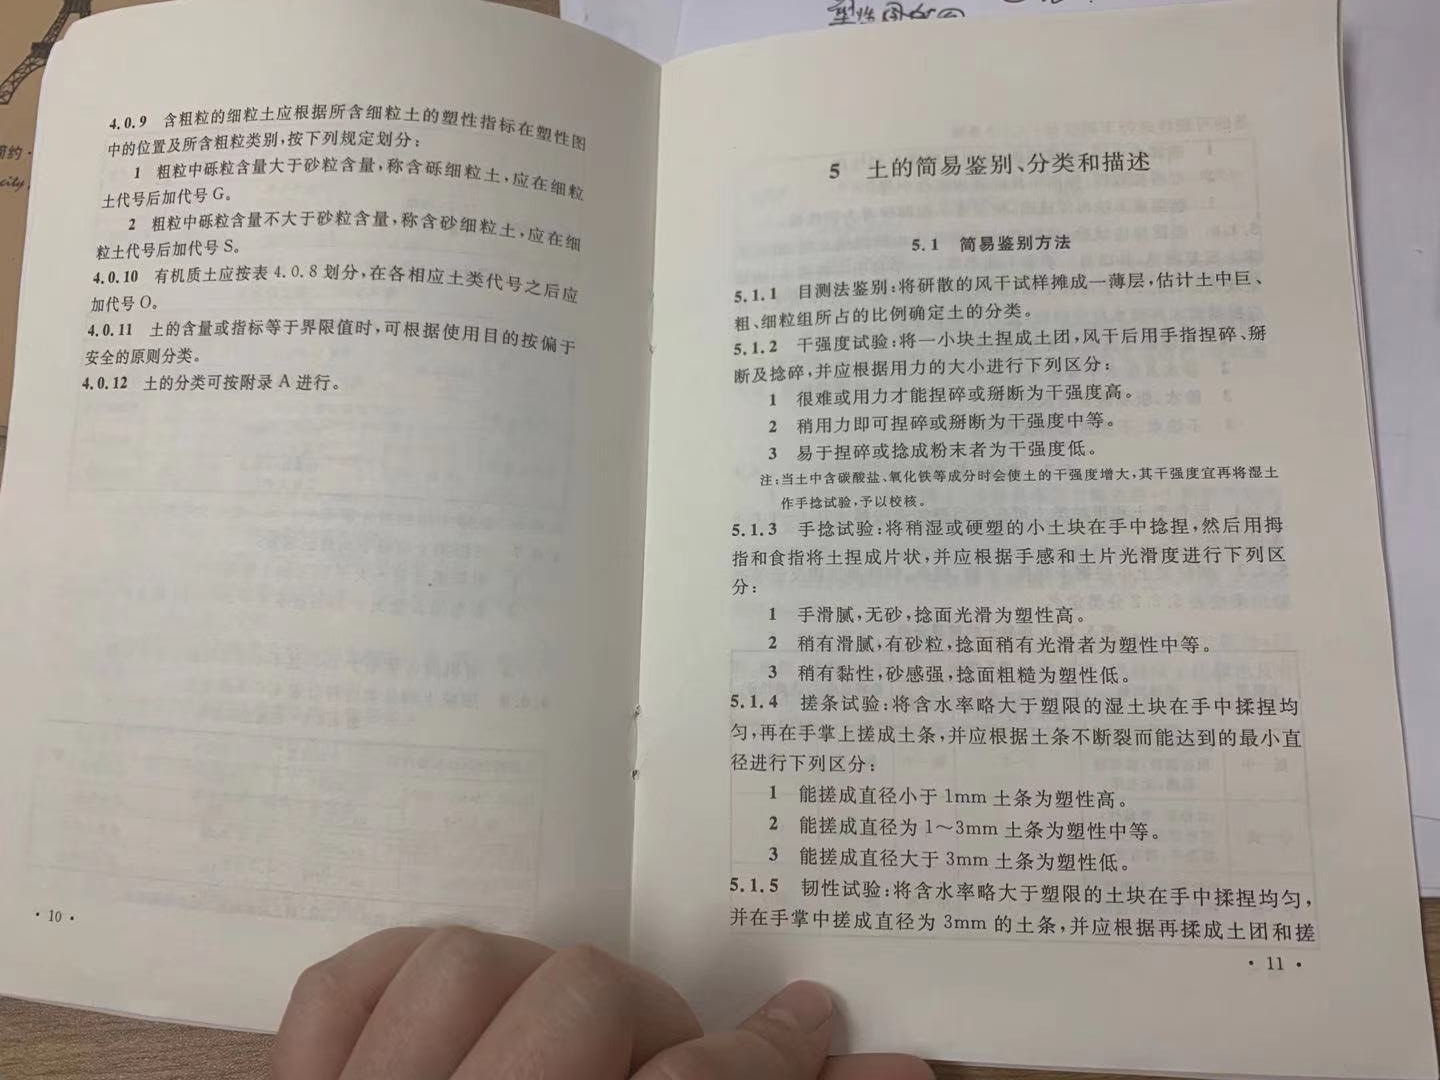 4.0.9 含粗粒的细粒土应根据所含细粒土的塑性指标在塑性图
中的位置及所含粗粒类别,按下列规定划分:
1 粗粒中砾粒含量大于砂粒含量,称含砾细粒土,应在细粒
土代号后加代号 G。
2 粗粒中砾粒含量不大于砂粒含量,称含砂细粒土,应在细
粒土代号后加代号 S。
4.0.10 有机质土应按表 4.0.8 划分,在各相应土类代号之后应
加代号 O。
4.0.11 土的含量或指标等于界限值时,可根据使用目的按偏于
安全的原则分类。
4.0.12 土的分类可按附录 A 进行。
· 10 ·
5 土的简易鉴别、分类和描述
5.1 简易鉴别方法
5.1.1 目测法鉴别:将研散的风干试样摊成一薄层,估计土中巨、
粗、细粒组所占的比例确定土的分类。
5.1.2 干强度试验:将一小块土捏成土团,风干后用手指捏碎、掰
断及捻碎,并应根据用力的大小进行下列区分:
1 很难或用力才能捏碎或掰断为干强度高。
2 稍用力即可捏碎或掰断为干强度中等。
3 易于捏碎或捻成粉末者为干强度低。
注:当土中含碳酸盐、氧化铁等成分时会使土的干强度增大,其干强度宜再将湿土
作手捻试验,予以校核。
5.1.3 手捻试验:将稍湿或硬塑的小土块在手中捻捏,然后用拇
指和食指将土捏成片状,并应根据手感和土片光滑度进行下列区
分:
1 手滑腻,无砂,捻面光滑为塑性高。
2 稍有滑腻,有砂粒,捻面稍有光滑者为塑性中等。
3 稍有黏性,砂感强,捻面粗糙为塑性低。
5.1.4 搓条试验:将含水率略大于塑限的湿土块在手中揉捏均
匀,再在手掌上搓成土条,并应根据土条不断裂而能达到的最小直
径进行下列区分:
1 能搓成直径小于 1mm 土条为塑性高。
2 能搓成直径为 1～3mm 土条为塑性中等。
3 能搓成直径大于 3mm 土条为塑性低。
5.1.5 韧性试验:将含水率略大于塑限的土块在手中揉捏均匀,
并在手掌中搓成直径为 3mm 的土条,并应根据再揉成土团和搓
· 11 ·